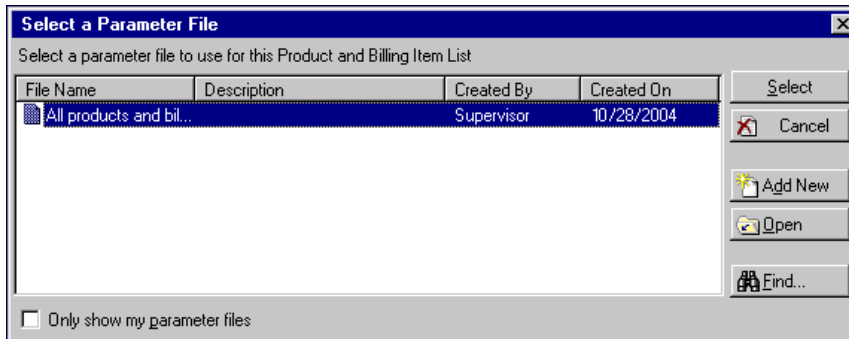 Select a Parameter File
Select a parameter file to use for this Product and Billing Item List
File Name Description Created By Created On
All products and bil... Supervisor 10/28/2004
Select
Cancel
Add New
Open
Find...
Only show my parameter files